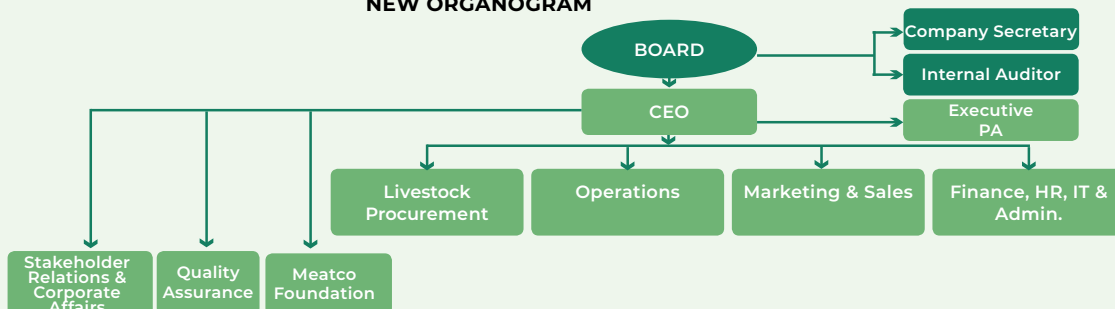 NEW ORGANOGRAM
BOARD
Company Secretary
Internal Auditor
CEO
Executive
PA
Livestock
Procurement
Operations
Marketing & Sales
Finance, HR, IT &
Admin.
Stakeholder
Relations &
Corporate
Affairs
Quality
Assurance
Meatco
Foundation